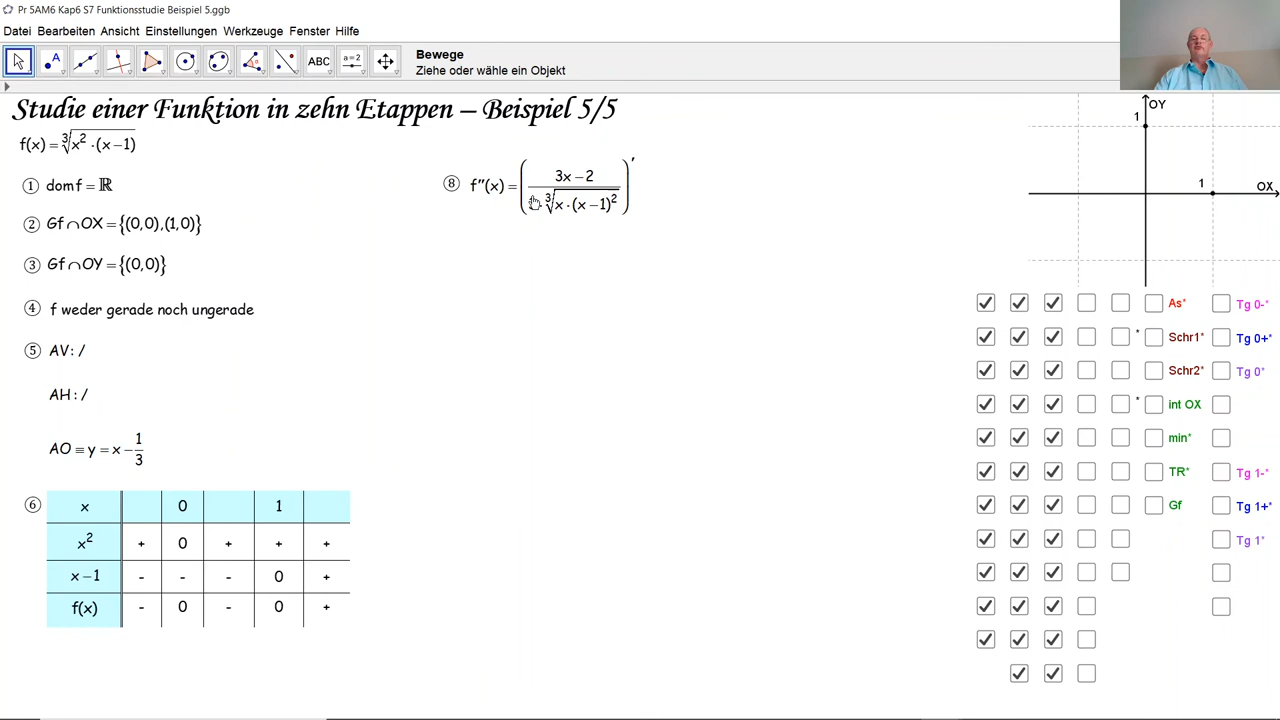 Pr 5AM6 Kap6 S7 Funktionsstudie Beispiel 5.ggb
Datei Bearbeiten Ansicht Einstellungen Werkzeuge Fenster Hilfe
A ABC a=2 Bewege
Ziehe oder wähle ein Objekt
Studie einer Funktion in zehn Etappen – Beispiel 5/5
f(x) = ∛(x² · (x – 1))
① dom f = ℝ
② Gf ∩ OX = {(0,0),(1,0)}
③ Gf ∩ OY = {(0,0)}
④ f weder gerade noch ungerade
⑤ AV: /
AH: /
AO ≡ y = x – 1/3
⑥ x 0 1
x² + 0 + + +
x – 1 - - - 0 +
f(x) - 0 - 0 +
⑧ f″(x) = ( (3x – 2) / ( · ∛(x · (x – 1)²)) )′
OY
1
1 OX
As* Tg 0-*
* Schr1* Tg 0+*
Schr2* Tg 0*
* int OX
min*
TR* Tg 1-*
Gf Tg 1+*
Tg 1*